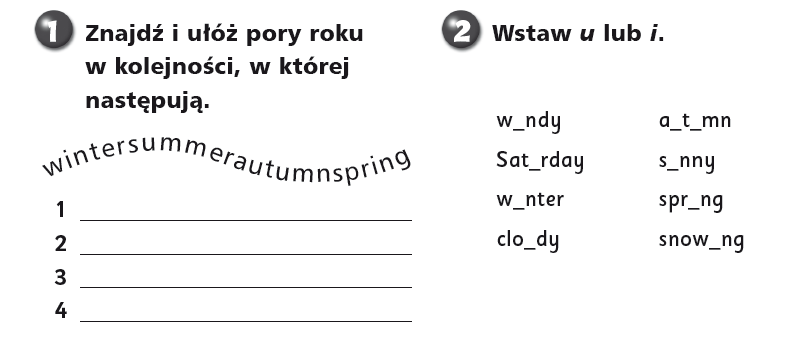 1 Znajdź i ułóż pory roku
w kolejności, w której
następują.
wintersummerautumnspring
1
2
3
4
2 Wstaw u lub i.
w_ndy a_t_mn
Sat_rday s_nny
w_nter spr_ng
clo_dy snow_ng